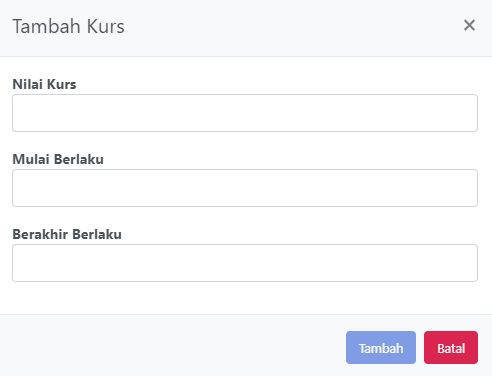 Tambah Kurs ×
Nilai Kurs
Mulai Berlaku
Berakhir Berlaku
Tambah Batal